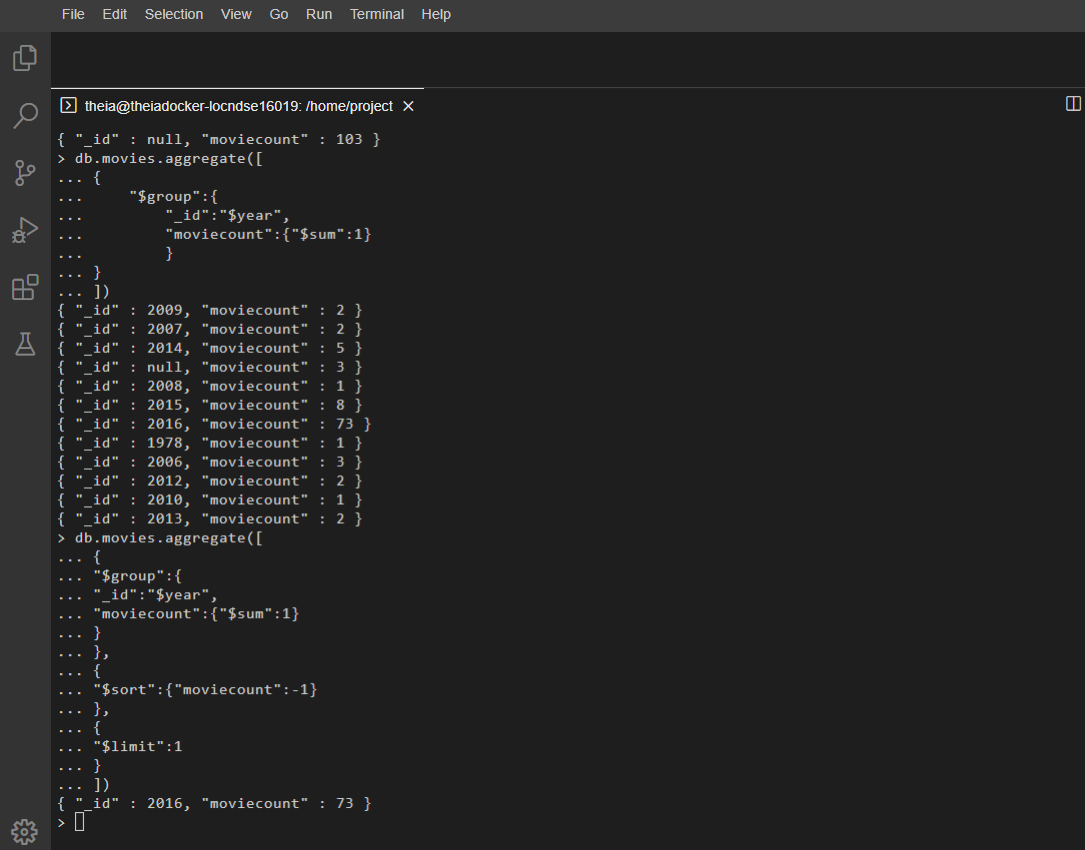 File Edit Selection View Go Run Terminal Help
theia@theiadocker-locndse16019: /home/project ×
{ "_id" : null, "moviecount" : 103 }
> db.movies.aggregate([
... {
...     "$group":{
...         "_id":"$year",
...         "moviecount":{"$sum":1}
...         }
... }
... ])
{ "_id" : 2009, "moviecount" : 2 }
{ "_id" : 2007, "moviecount" : 2 }
{ "_id" : 2014, "moviecount" : 5 }
{ "_id" : null, "moviecount" : 3 }
{ "_id" : 2008, "moviecount" : 1 }
{ "_id" : 2015, "moviecount" : 8 }
{ "_id" : 2016, "moviecount" : 73 }
{ "_id" : 1978, "moviecount" : 1 }
{ "_id" : 2006, "moviecount" : 3 }
{ "_id" : 2012, "moviecount" : 2 }
{ "_id" : 2010, "moviecount" : 1 }
{ "_id" : 2013, "moviecount" : 2 }
> db.movies.aggregate([
... {
... "$group":{
... "_id":"$year",
... "moviecount":{"$sum":1}
... }
... },
... {
... "$sort":{"moviecount":-1}
... },
... {
... "$limit":1
... }
... ])
{ "_id" : 2016, "moviecount" : 73 }
>